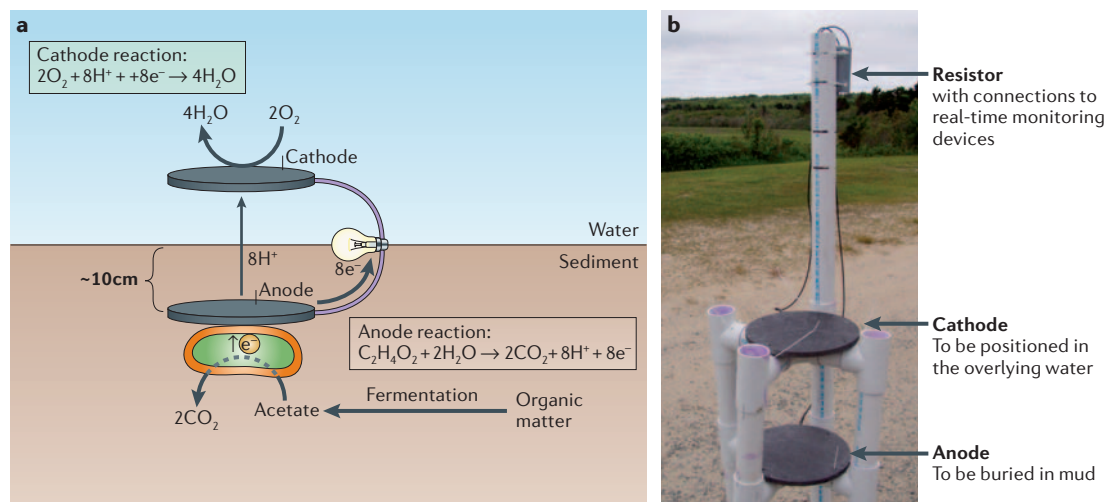 a
Cathode reaction:
2O₂ + 8H⁺ + +8e⁻ → 4H₂O
4H₂O
2O₂
Cathode
Water
Sediment
8H⁺
8e⁻
~10cm
Anode
e⁻
Anode reaction:
C₂H₄O₂ + 2H₂O → 2CO₂ + 8H⁺ + 8e⁻
2CO₂
Acetate
Fermentation
Organic
matter
b
Resistor
with connections to
real-time monitoring
devices
Cathode
To be positioned in
the overlying water
Anode
To be buried in mud